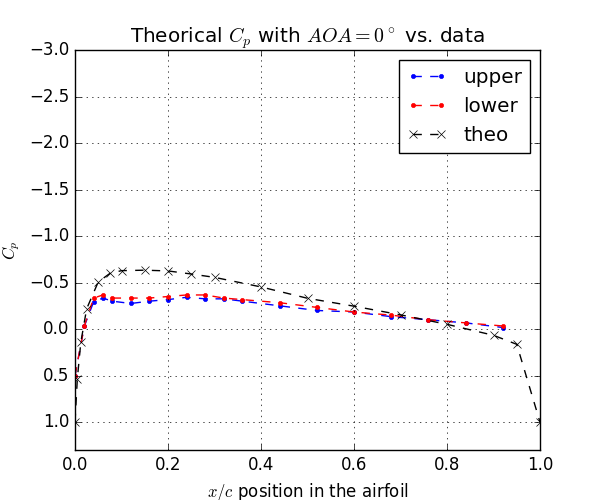 Theorical $C_p$ with $AOA = 0^\circ$ vs. data
−3.0
−2.5
−2.0
−1.5
−1.0
−0.5
0.0
0.5
1.0
$C_p$
upper
lower
theo
0.0 0.2 0.4 0.6 0.8 1.0
$x/c$ position in the airfoil